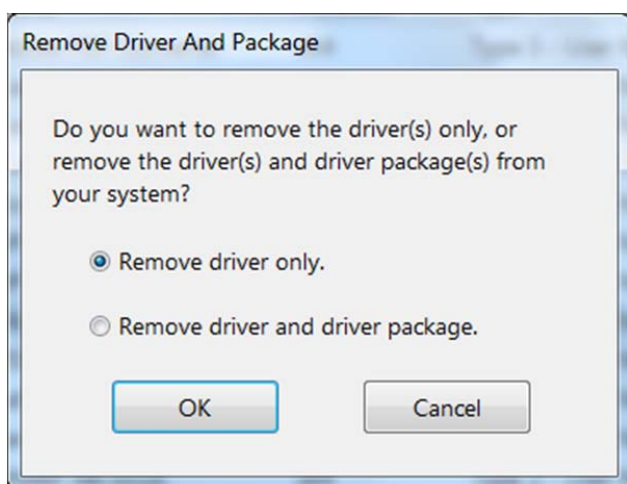 Remove Driver And Package
Do you want to remove the driver(s) only, or
remove the driver(s) and driver package(s) from
your system?
Remove driver only.
Remove driver and driver package.
OK
Cancel